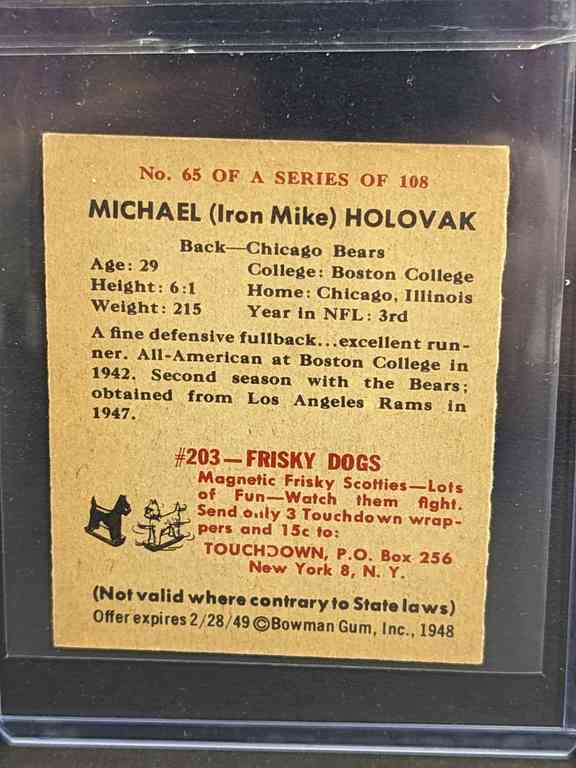 No. 65 OF A SERIES OF 108
MICHAEL (Iron Mike) HOLOVAK
Back—Chicago Bears
Age: 29
College: Boston College
Height: 6:1
Home: Chicago, Illinois
Weight: 215
Year in NFL: 3rd
A fine defensive fullback...excellent run-
ner. All-American at Boston College in
1942. Second season with the Bears;
obtained from Los Angeles Rams in
1947.
#203—FRISKY DOGS
Magnetic Frisky Scotties—Lots
of Fun—Watch them fight.
Send only 3 Touchdown wrap-
pers and 15c to:
TOUCHDOWN, P.O. Box 256
New York 8, N. Y.
(Not valid where contrary to State laws)
Offer expires 2/28/49 ©Bowman Gum, Inc., 1948